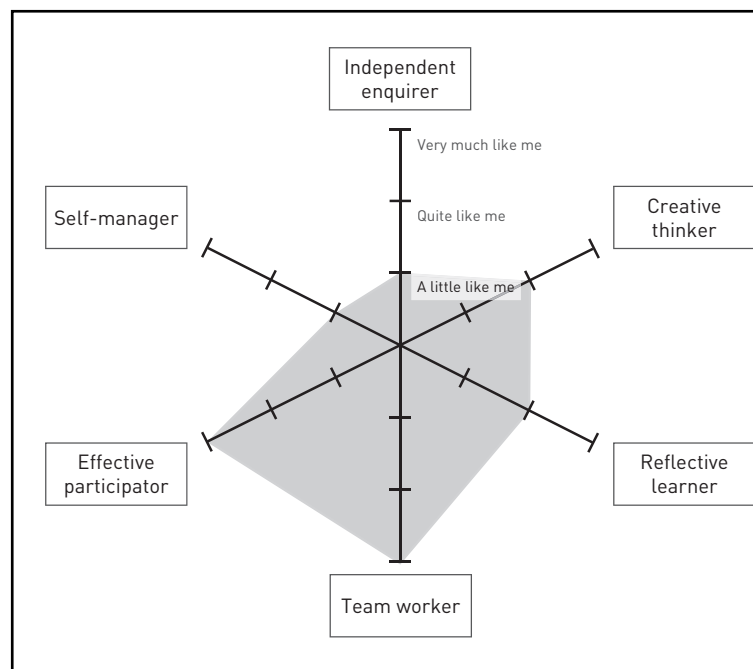 Independent
enquirer
Very much like me
Self-manager
Creative
thinker
Quite like me
A little like me
Effective
participator
Reflective
learner
Team worker